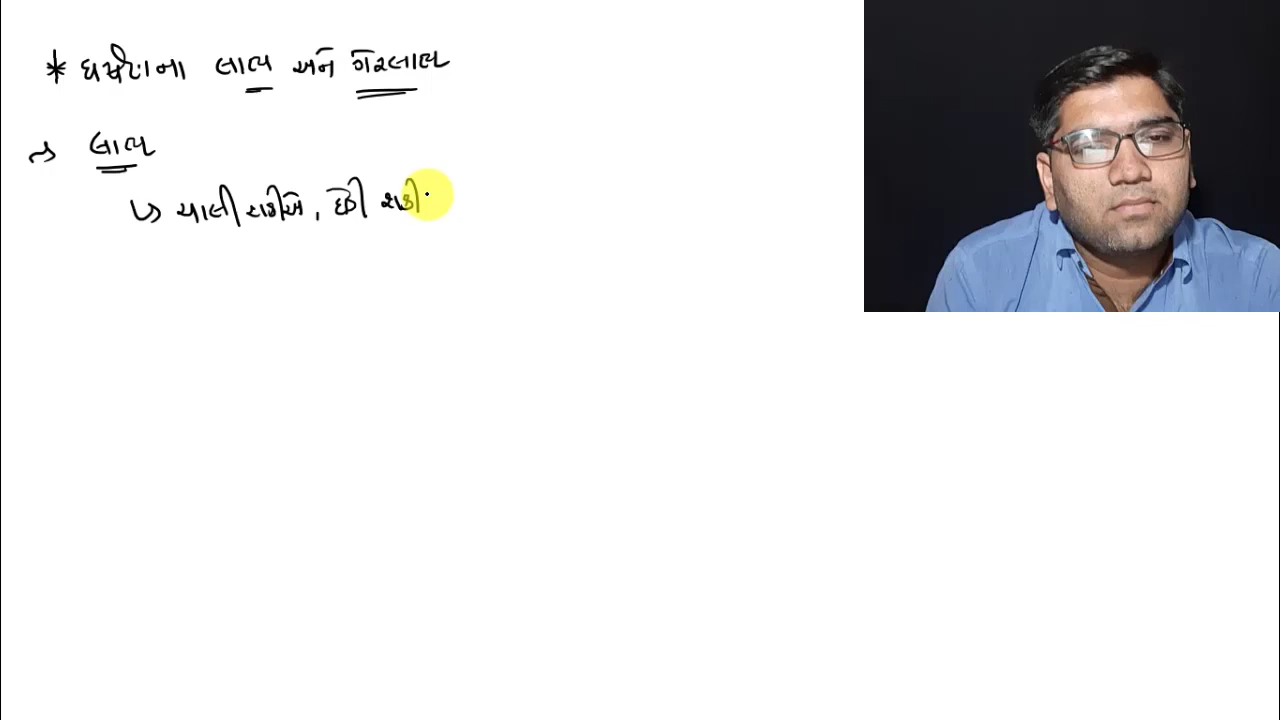 * ઘર્ષણના લાભ અને ગેરલાભ
→ લાભ
↳ ચાલી શકીએ, દોડી શકી